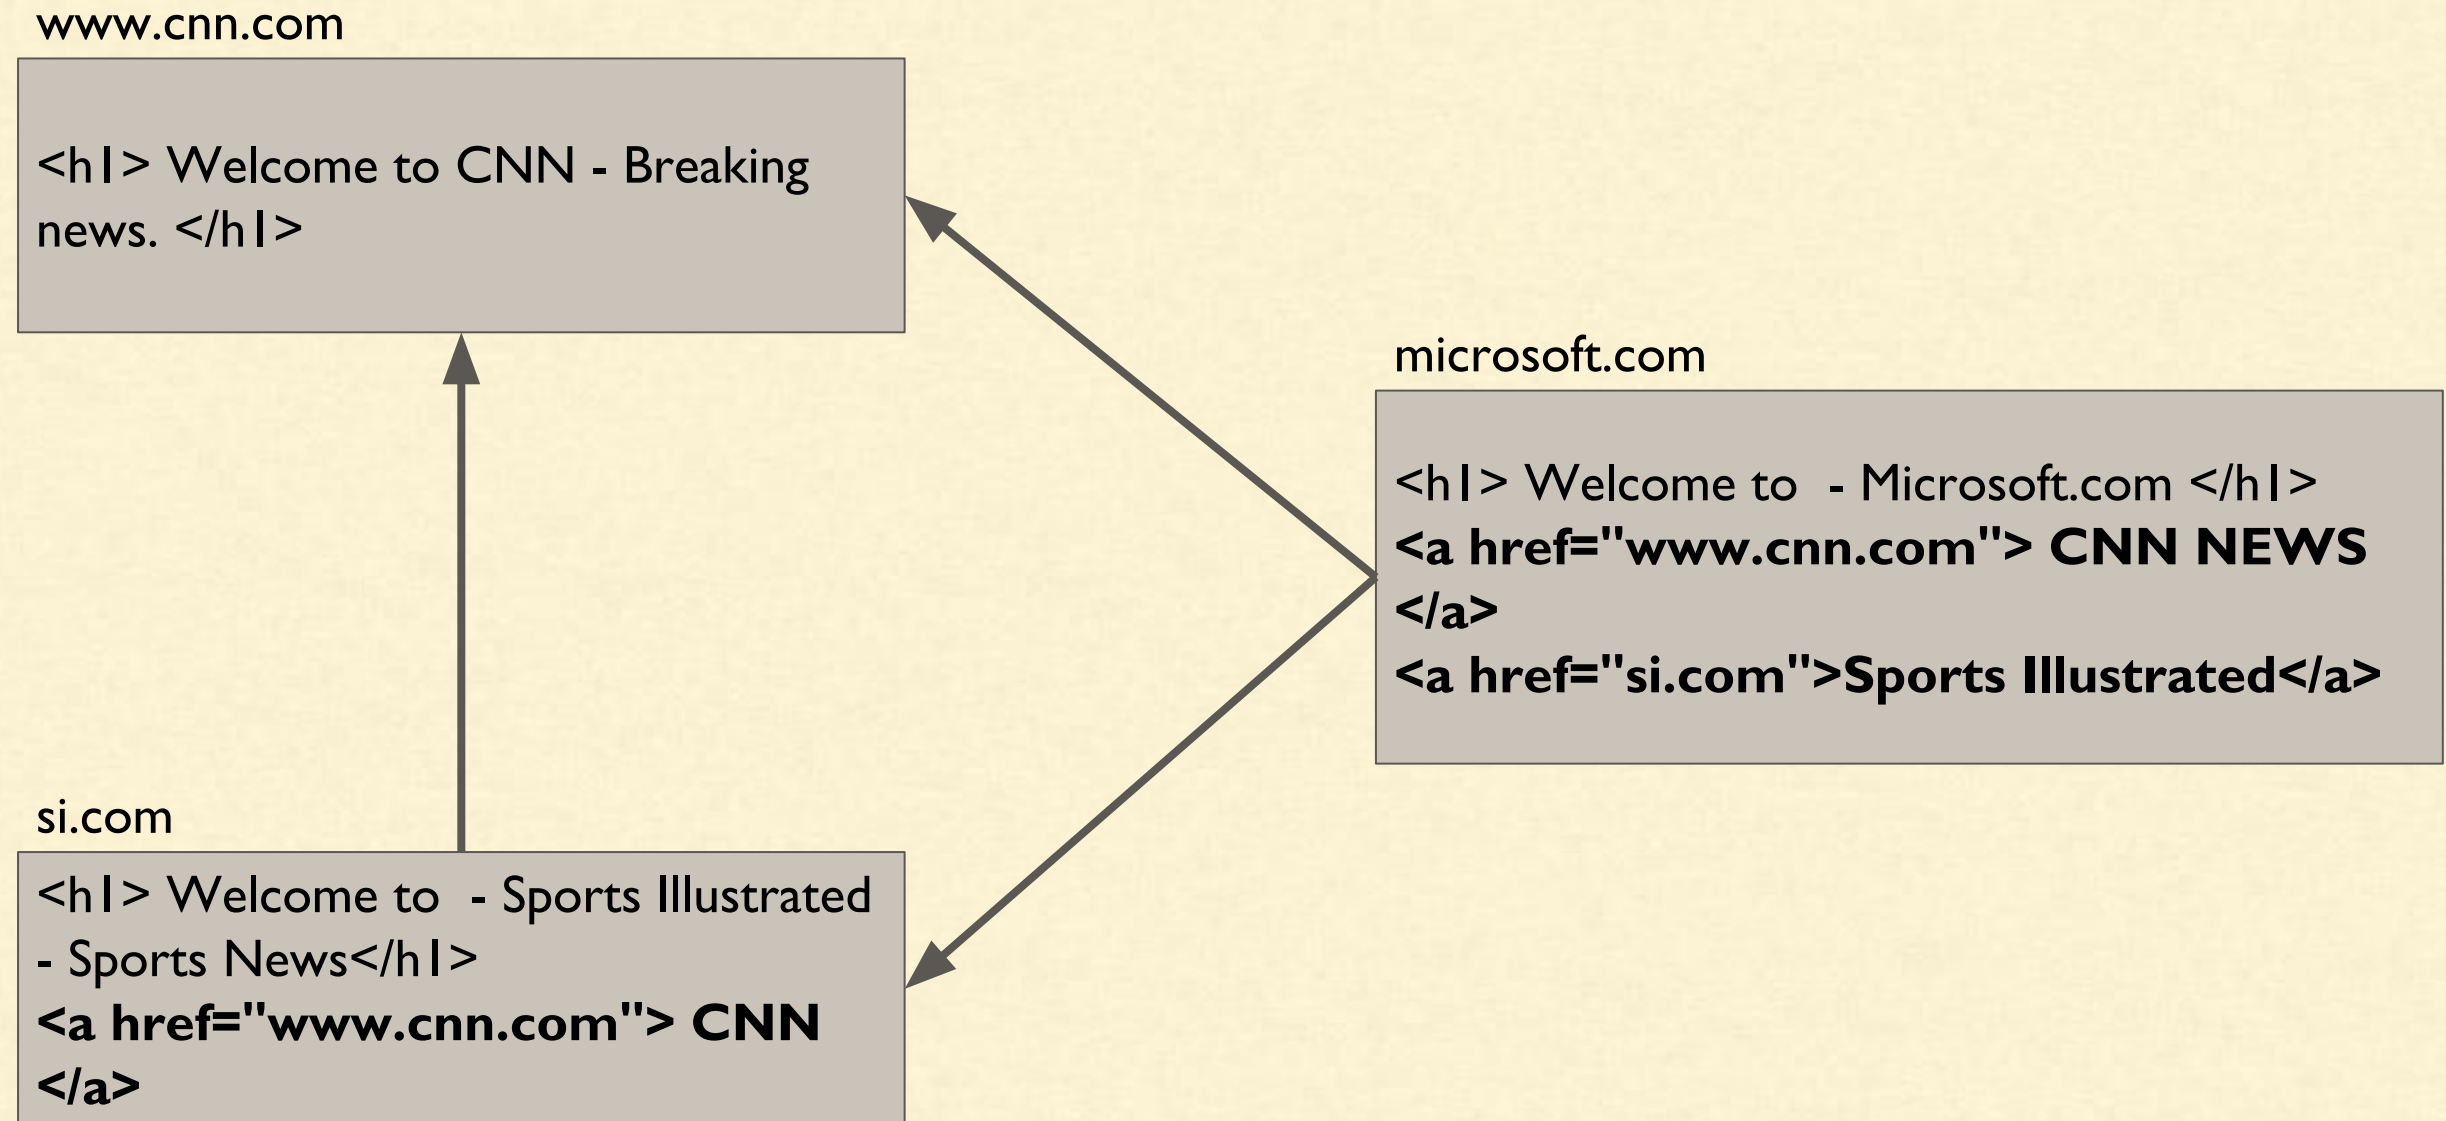 www.cnn.com
<h1> Welcome to CNN - Breaking
news. </h1>
microsoft.com
<h1> Welcome to  - Microsoft.com </h1>
<a href="www.cnn.com"> CNN NEWS
</a>
<a href="si.com">Sports Illustrated</a>
si.com
<h1> Welcome to  - Sports Illustrated
- Sports News</h1>
<a href="www.cnn.com"> CNN
</a>